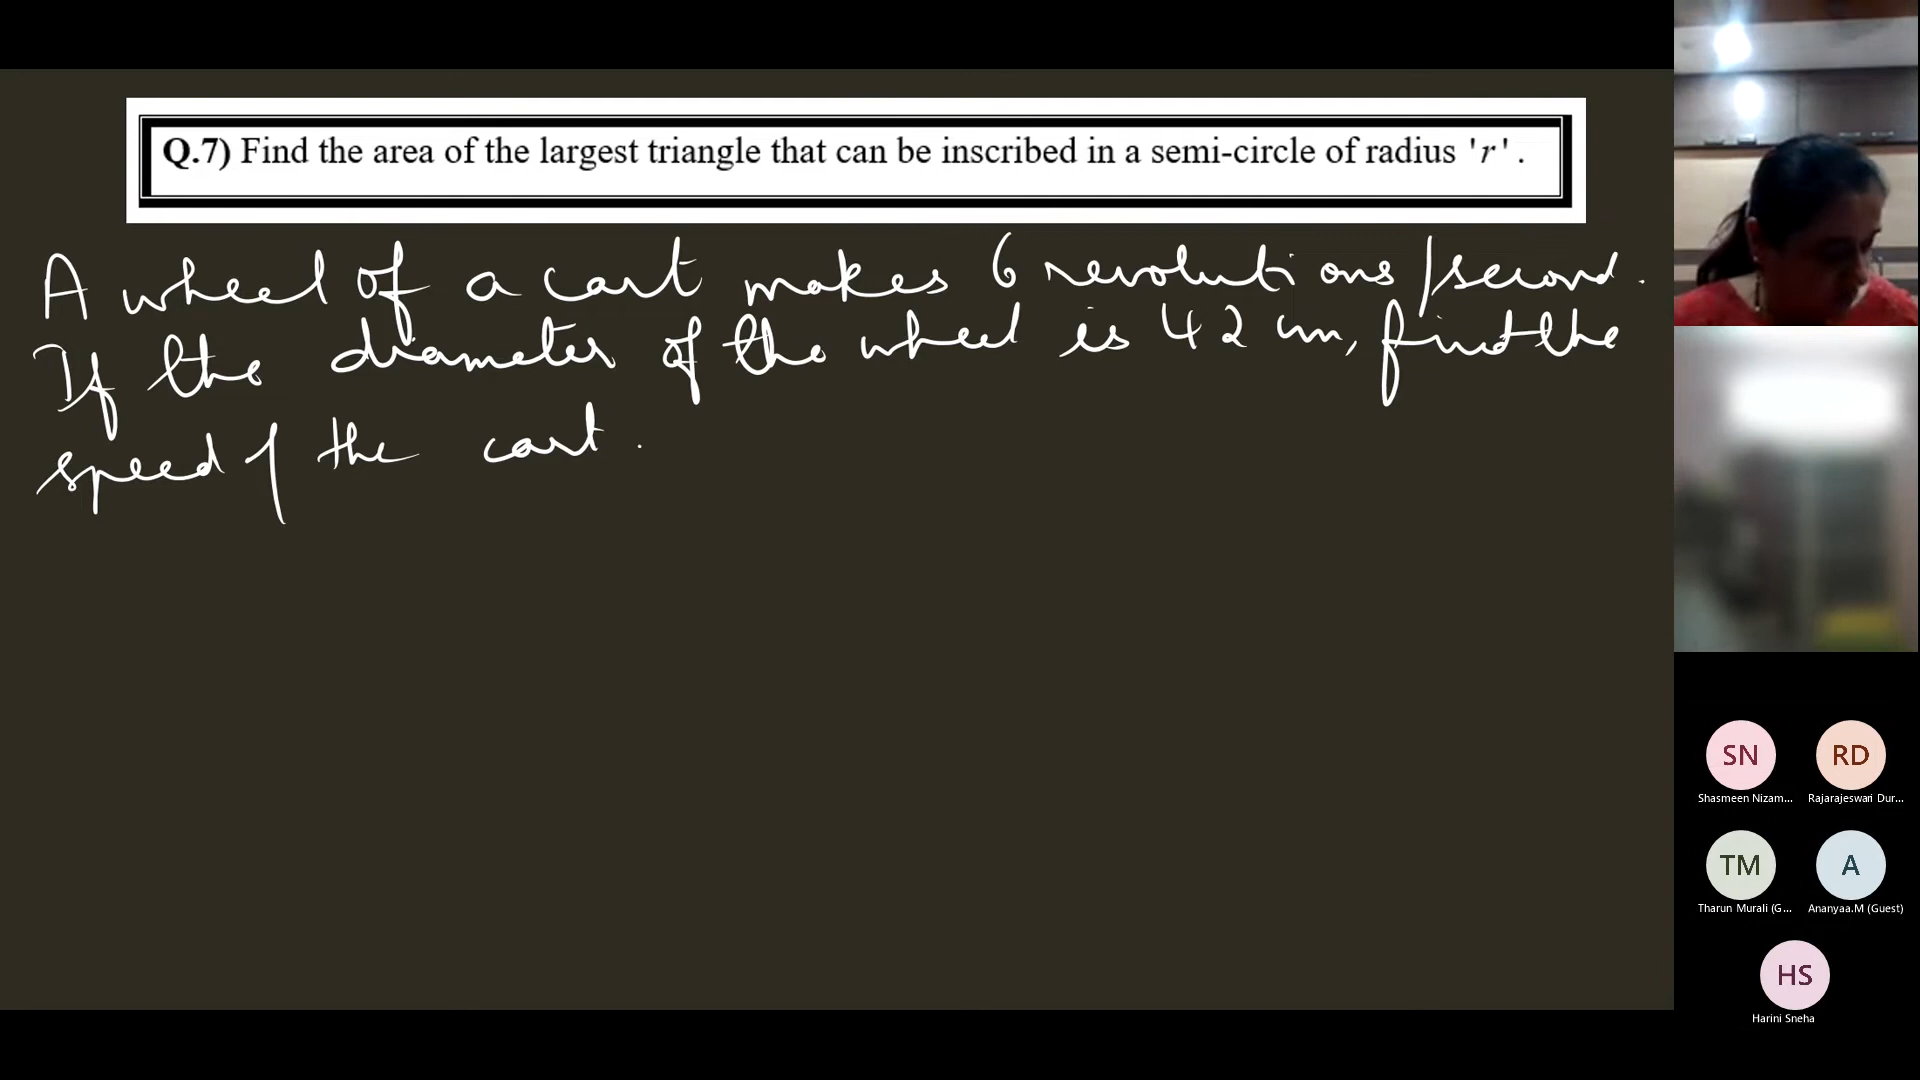 Q.7) Find the area of the largest triangle that can be inscribed in a semi-circle of radius 'r'.
A wheel of a cart makes 6 revolutions/second.
If the diameter of the wheel is 42 cm, find the
speed of the cart.
SN
RD
Shasmeen Nizam...
Rajarajeswari Dur...
TM
A
Tharun Murali (G...
Ananyaa.M (Guest)
HS
Harini Sneha